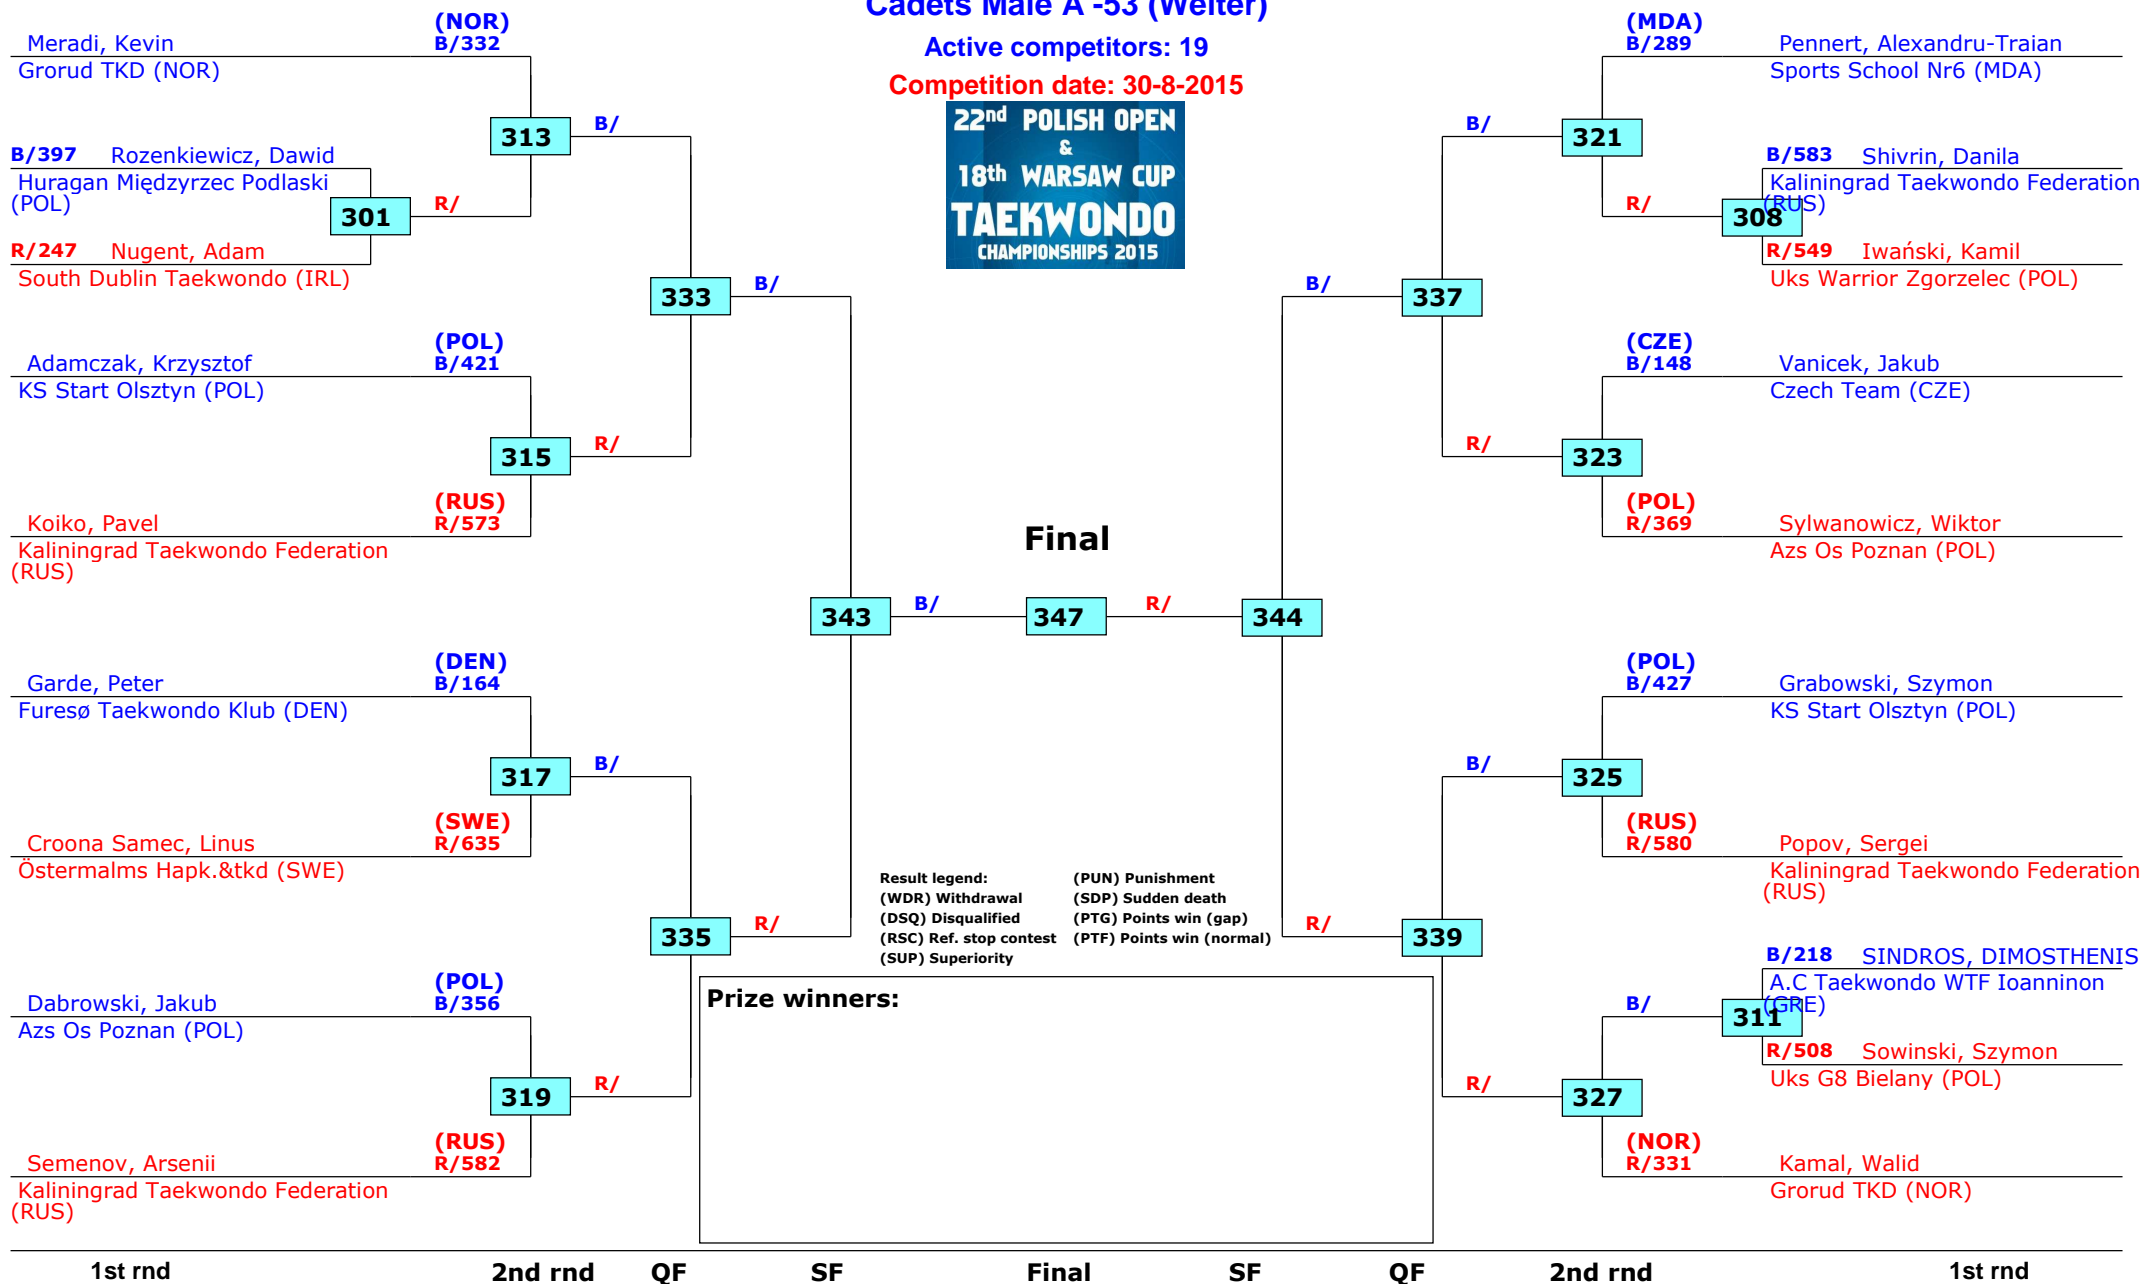 Cadets Male A -53 (Welter)
Active competitors: 19
Competition date: 30-8-2015
22nd POLISH OPEN
&
18th WARSAW CUP
TAEKWONDO
CHAMPIONSHIPS 2015
(NOR)
Meradi, Kevin B/332
Grorud TKD (NOR)
313
B/
B/397 Rozenkiewicz, Dawid
Huragan Międzyrzec Podlaski
(POL)
301
R/
R/247 Nugent, Adam
South Dublin Taekwondo (IRL)
333
B/
(POL)
Adamczak, Krzysztof B/421
KS Start Olsztyn (POL)
315
R/
(RUS)
Koiko, Pavel R/573
Kaliningrad Taekwondo Federation
(RUS)
343
B/
(DEN)
Garde, Peter B/164
Furesø Taekwondo Klub (DEN)
317
B/
(SWE)
Croona Samec, Linus R/635
Östermalms Hapk.&tkd (SWE)
335
R/
(POL)
Dabrowski, Jakub B/356
Azs Os Poznan (POL)
319
R/
(RUS)
Semenov, Arsenii R/582
Kaliningrad Taekwondo Federation
(RUS)
Final
347
R/
344
(MDA)
B/289 Pennert, Alexandru-Traian
Sports School Nr6 (MDA)
B/
321
B/583 Shivrin, Danila
Kaliningrad Taekwondo Federation
(RUS)
R/
308
R/549 Iwański, Kamil
Uks Warrior Zgorzelec (POL)
B/
337
(CZE)
B/148 Vanicek, Jakub
Czech Team (CZE)
R/
323
(POL)
R/369 Sylwanowicz, Wiktor
Azs Os Poznan (POL)
(POL)
B/427 Grabowski, Szymon
KS Start Olsztyn (POL)
B/
325
(RUS)
R/580 Popov, Sergei
Kaliningrad Taekwondo Federation
(RUS)
R/
339
B/218 SINDROS, DIMOSTHENIS
A.C Taekwondo WTF Ioanninon
(GRE)
B/
311
R/508 Sowinski, Szymon
Uks G8 Bielany (POL)
R/
327
(NOR)
R/331 Kamal, Walid
Grorud TKD (NOR)
Result legend: (PUN) Punishment
(WDR) Withdrawal (SDP) Sudden death
(DSQ) Disqualified (PTG) Points win (gap)
(RSC) Ref. stop contest (PTF) Points win (normal)
(SUP) Superiority
Prize winners:
1st rnd 2nd rnd QF SF Final SF QF 2nd rnd 1st rnd